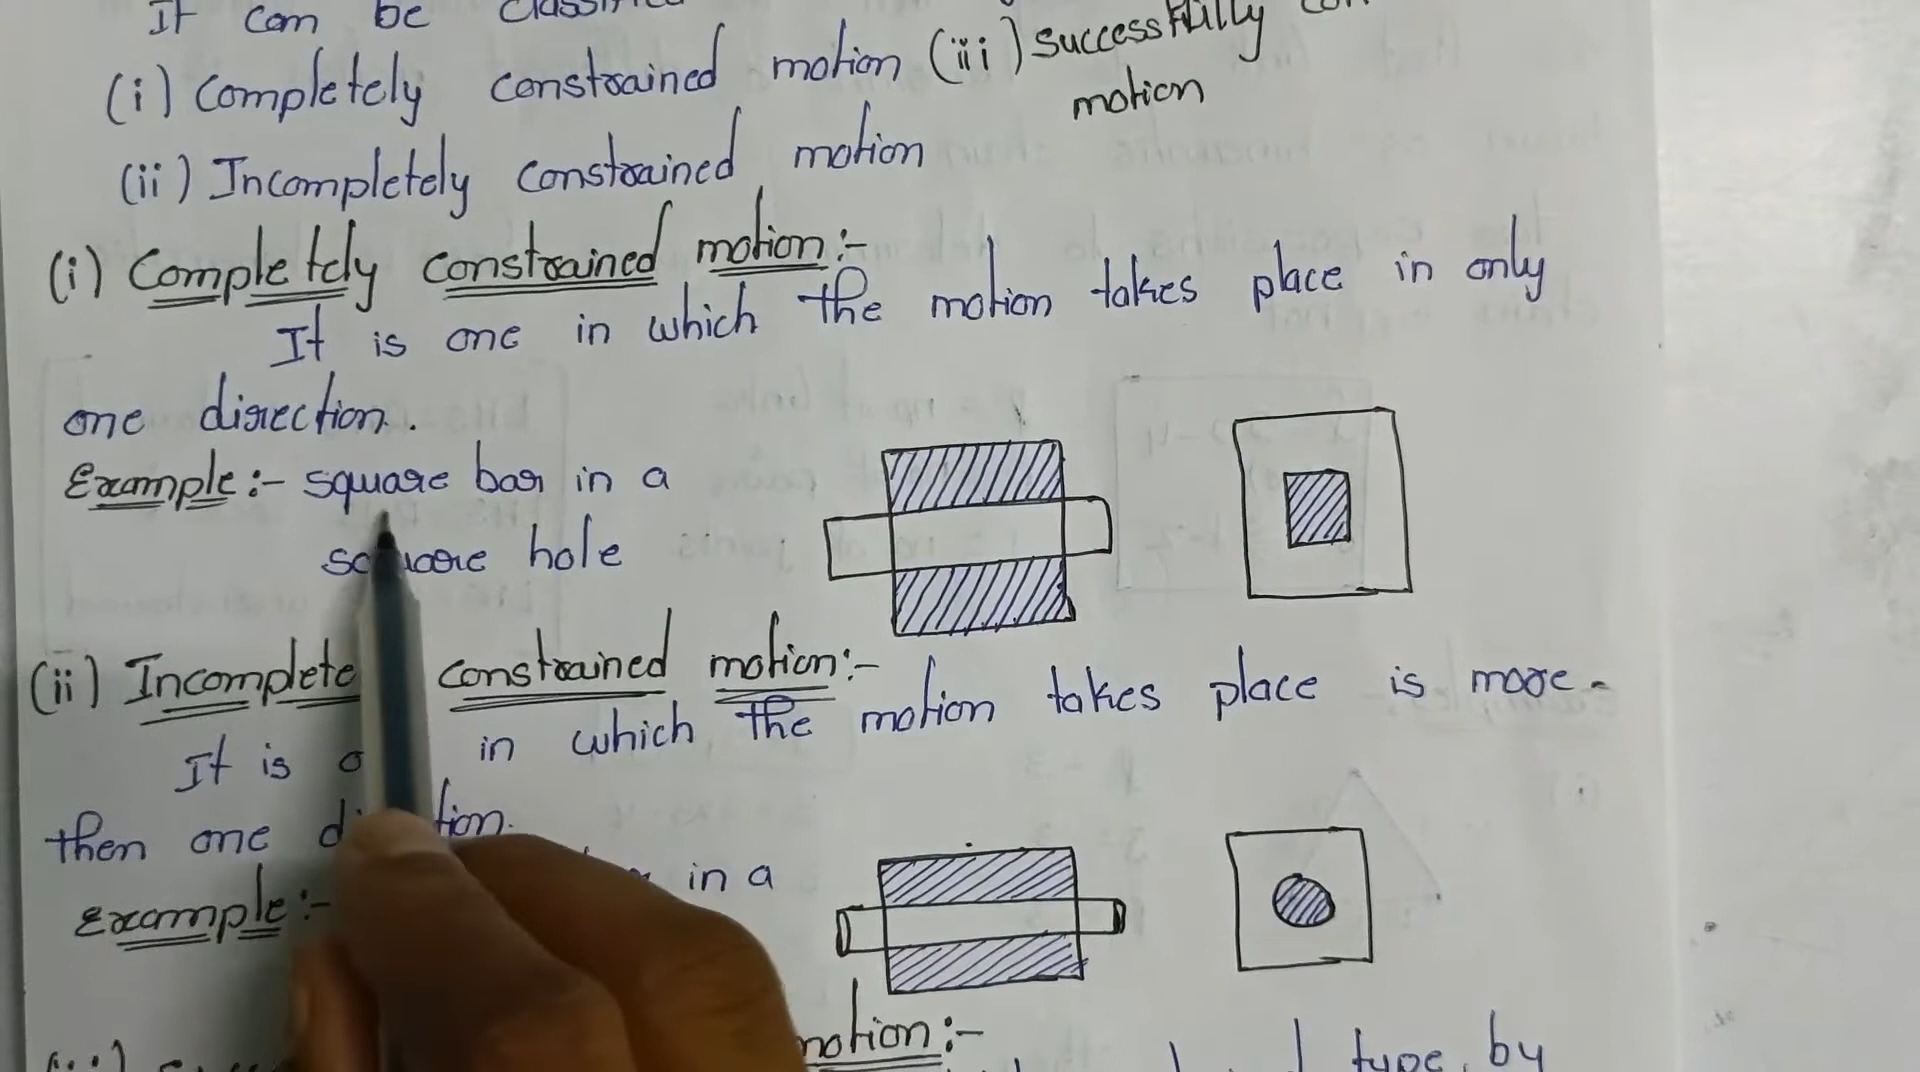 It can be
(i) Completely constrained motion (iii) Successfully
motion
(ii) Incompletely constrained motion
(i) Completely constrained motion:-
It is one in which the motion takes place in only
one direction.
Example:- square bar in a
square hole
(ii) Incomplete constrained motion:-
It is in which the motion takes place is more
then one
Example:- in a
motion:-
type, by